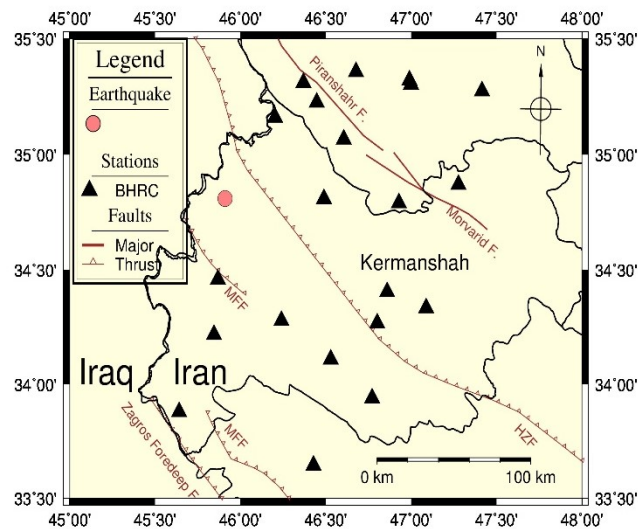 45°00' 45°30' 46°00' 46°30' 47°00' 47°30' 48°00'
35°30' 35°30'
Legend
Earthquake
Stations
BHRC
Faults
Major
Thrust
N
Piranshahr F.
35°00' 35°00'
Morvarid F.
Kermanshah
34°30' 34°30'
MFF
Iraq Iran
34°00' 34°00'
Zagros Foredeep F.
MFF
HZF
0 km 100 km
33°30' 33°30'
45°00' 45°30' 46°00' 46°30' 47°00' 47°30' 48°00'